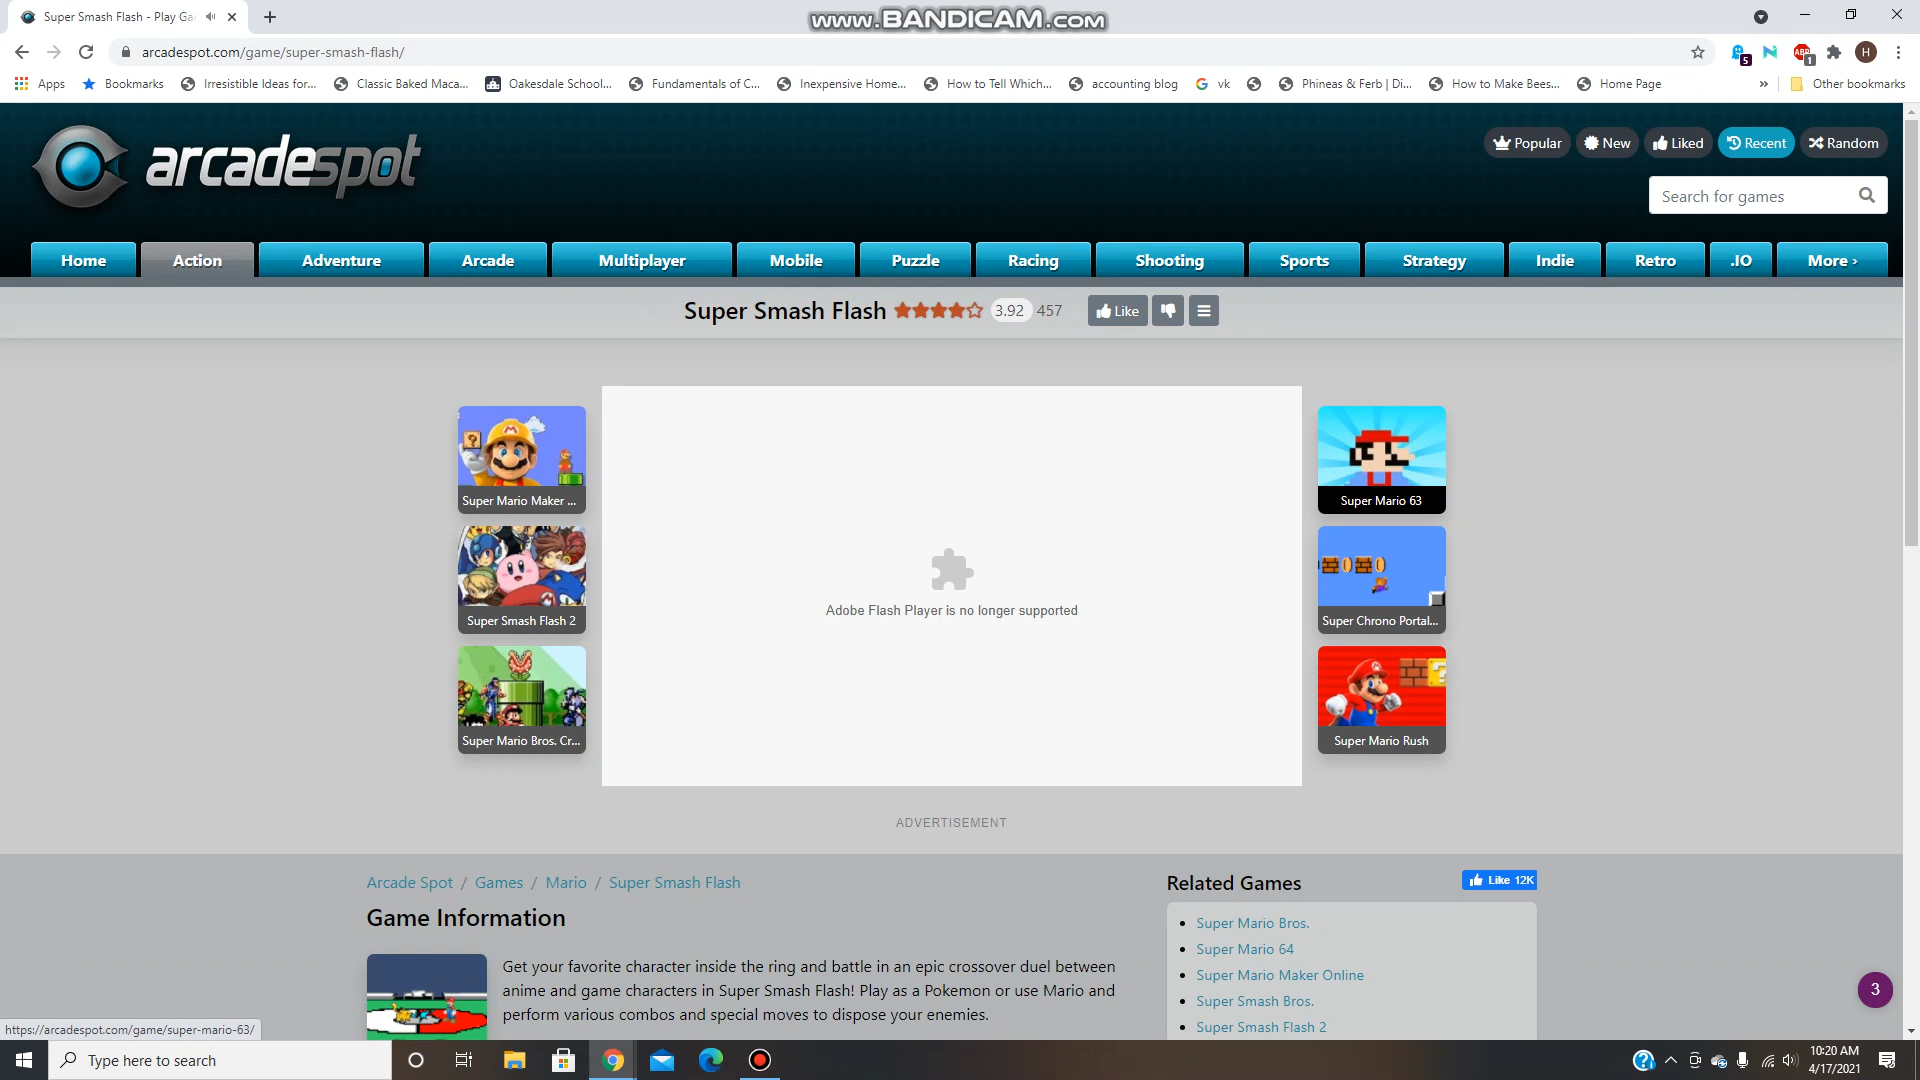 Super Smash Flash - Play Ga
www.BANDICAM.com
arcadespot.com/game/super-smash-flash/
5
ABP
1
H
Apps
Bookmarks
Irresistible Ideas for...
Classic Baked Maca...
Oakesdale School...
Fundamentals of C...
Inexpensive Home...
How to Tell Which...
accounting blog
vk
Phineas & Ferb | Di...
How to Make Bees...
Home Page
»
Other bookmarks
arcadespot
Popular
New
Liked
Recent
Random
Search for games
Home
Action
Adventure
Arcade
Multiplayer
Mobile
Puzzle
Racing
Shooting
Sports
Strategy
Indie
Retro
.IO
More ›
Super Smash Flash
3.92
457
Like
Super Mario Maker ...
Super Smash Flash 2
Super Mario Bros. Cr...
Adobe Flash Player is no longer supported
Super Mario 63
Super Chrono Portal...
Super Mario Rush
ADVERTISEMENT
Arcade Spot / Games / Mario / Super Smash Flash
Game Information
Get your favorite character inside the ring and battle in an epic crossover duel between
anime and game characters in Super Smash Flash! Play as a Pokemon or use Mario and
perform various combos and special moves to dispose your enemies.
Related Games
Like 12K
Super Mario Bros.
Super Mario 64
Super Mario Maker Online
Super Smash Bros.
Super Smash Flash 2
3
https://arcadespot.com/game/super-mario-63/
Type here to search
10:20 AM
4/17/2021